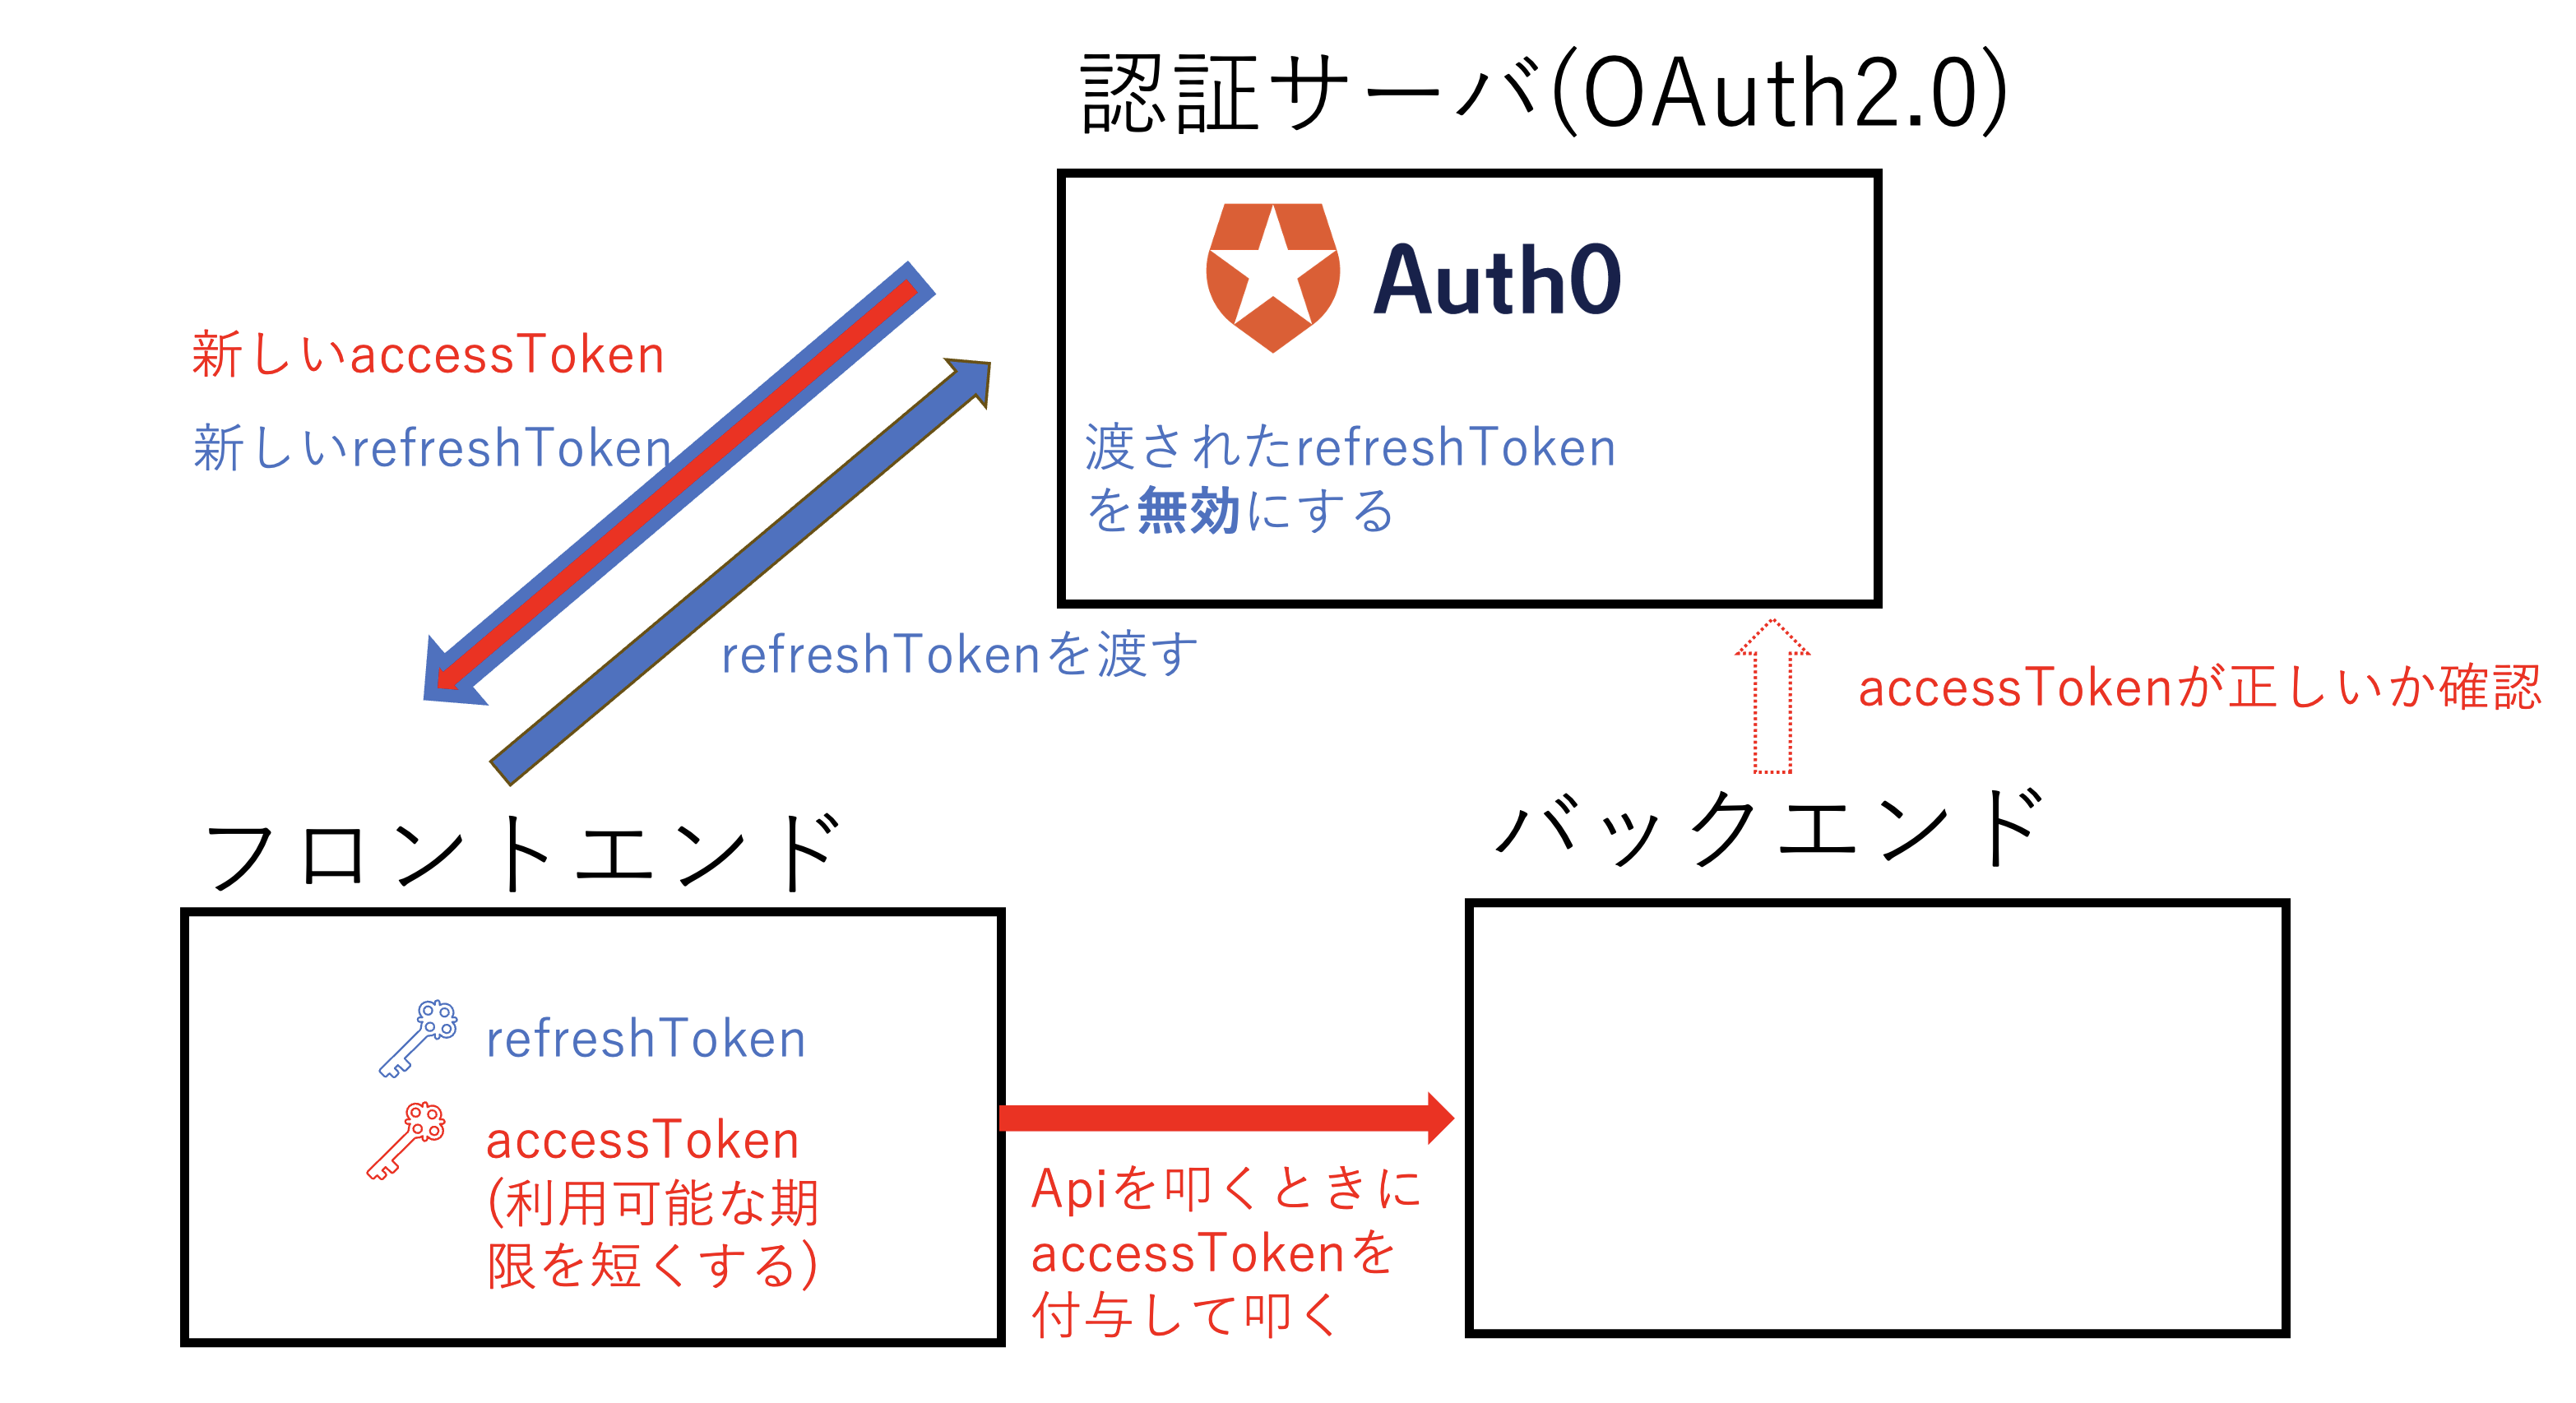 認証サーバ(OAuth2.0)
Auth0
新しいaccessToken
新しいrefreshToken
渡されたrefreshToken
を無効にする
refreshTokenを渡す
accessTokenが正しいか確認
フロントエンド
バックエンド
refreshToken
accessToken
(利用可能な期
限を短くする)
Apiを叩くときに
accessTokenを
付与して叩く